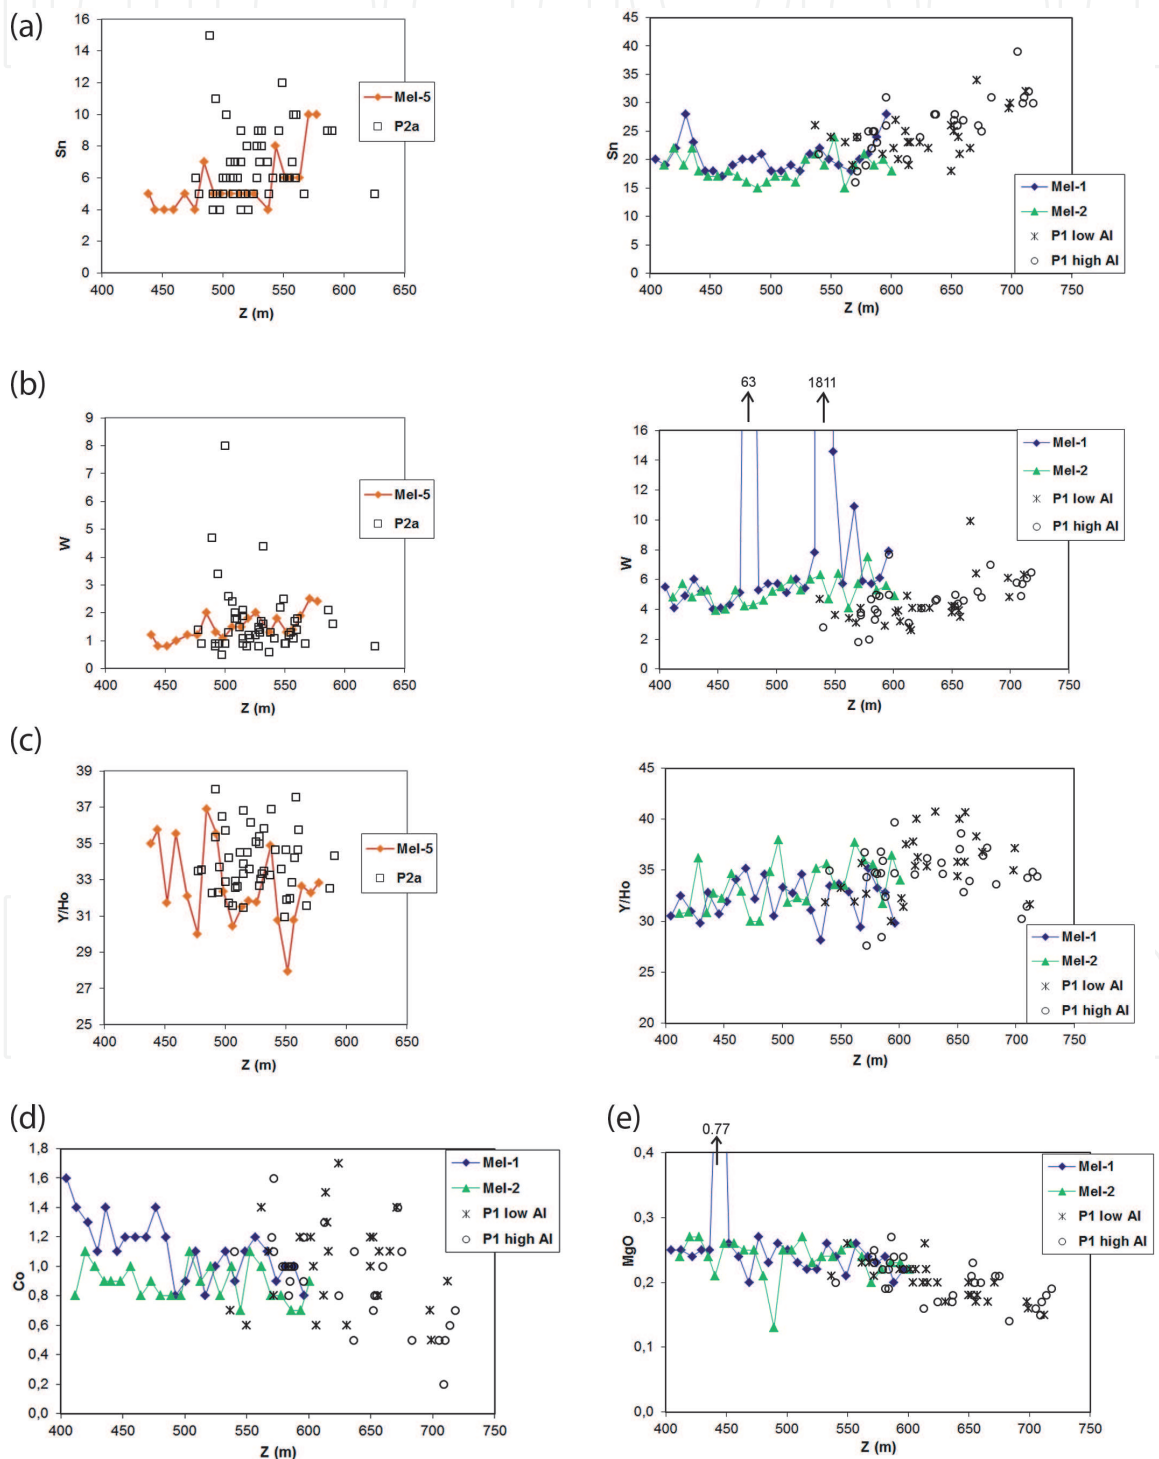 (a)
16
14
12
10
8
6
4
2
0
Sn
400 450 500 550 600 650
Z (m)
Mel-5
P2a
45
40
35
30
25
20
15
10
5
0
Sn
400 450 500 550 600 650 700 750
Z (m)
Mel-1
Mel-2
P1 low Al
P1 high Al
(b)
9
8
7
6
5
4
3
2
1
0
W
400 450 500 550 600 650
Z (m)
Mel-5
P2a
63 1811
16
14
12
10
8
6
4
2
0
W
400 450 500 550 600 650 700 750
Z (m)
Mel-1
Mel-2
P1 low Al
P1 high Al
(c)
39
37
35
33
31
29
27
25
Y/Ho
400 450 500 550 600 650
Z (m)
Mel-5
P2a
45
40
35
30
25
20
Y/Ho
400 450 500 550 600 650 700 750
Z (m)
Mel-1
Mel-2
P1 low Al
P1 high Al
(d)
1,8
1,6
1,4
1,2
1,0
0,8
0,6
0,4
0,2
0,0
Co
400 450 500 550 600 650 700 750
Z (m)
Mel-1
Mel-2
P1 low Al
P1 high Al
(e)
0.77
0,4
0,3
0,2
0,1
0,0
MgO
400 450 500 550 600 650 700 750
Z (m)
Mel-1
Mel-2
P1 low Al
P1 high Al